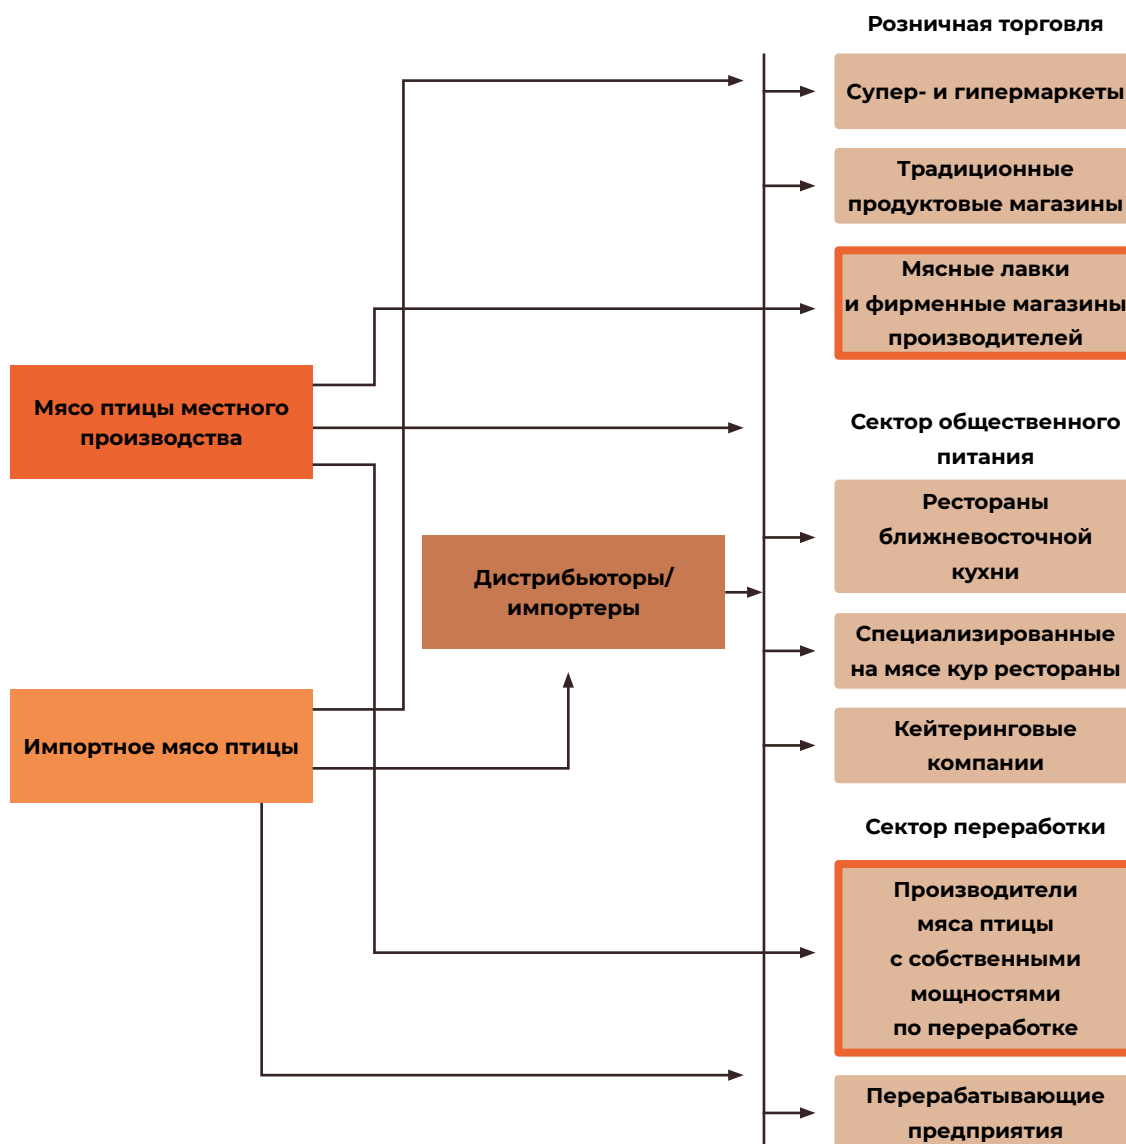 Розничная торговля
Супер- и гипермаркеты
Традиционные
продуктовые магазины
Мясные лавки
и фирменные магазины
производителей
Мясо птицы местного
производства
Сектор общественного
питания
Рестораны
ближневосточной
кухни
Дистрибьюторы/
импортеры
Специализированные
на мясе кур рестораны
Импортное мясо птицы
Кейтеринговые
компании
Сектор переработки
Производители
мяса птицы
с собственными
мощностями
по переработке
Перерабатывающие
предприятия